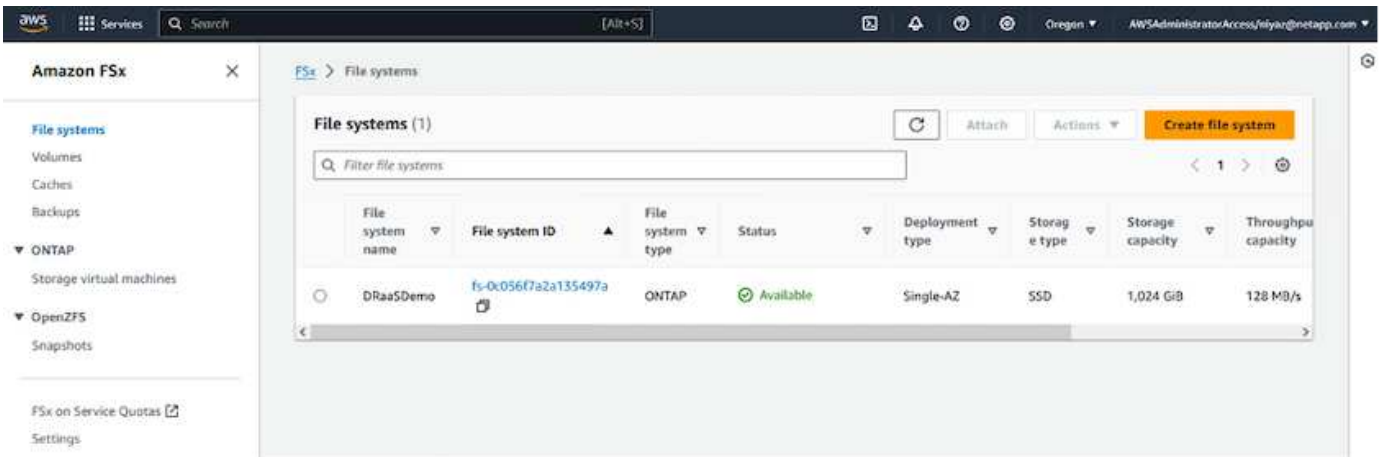 aws Services Search [Alt+S] Oregon AWSAdministratorAccess/niyaz@netapp.com
Amazon FSx
File systems
Volumes
Caches
Backups
ONTAP
Storage virtual machines
OpenZFS
Snapshots
FSx on Service Quotas
Settings
FSx > File systems
File systems (1) Attach Actions Create file system
Filter file systems
1
File system name File system ID File system type Status Deployment type Storag e type Storage capacity Throughpu capacity
DRaaSDemo fs-0c056f7a2a135497a ONTAP Available Single-AZ SSD 1,024 GiB 128 MB/s